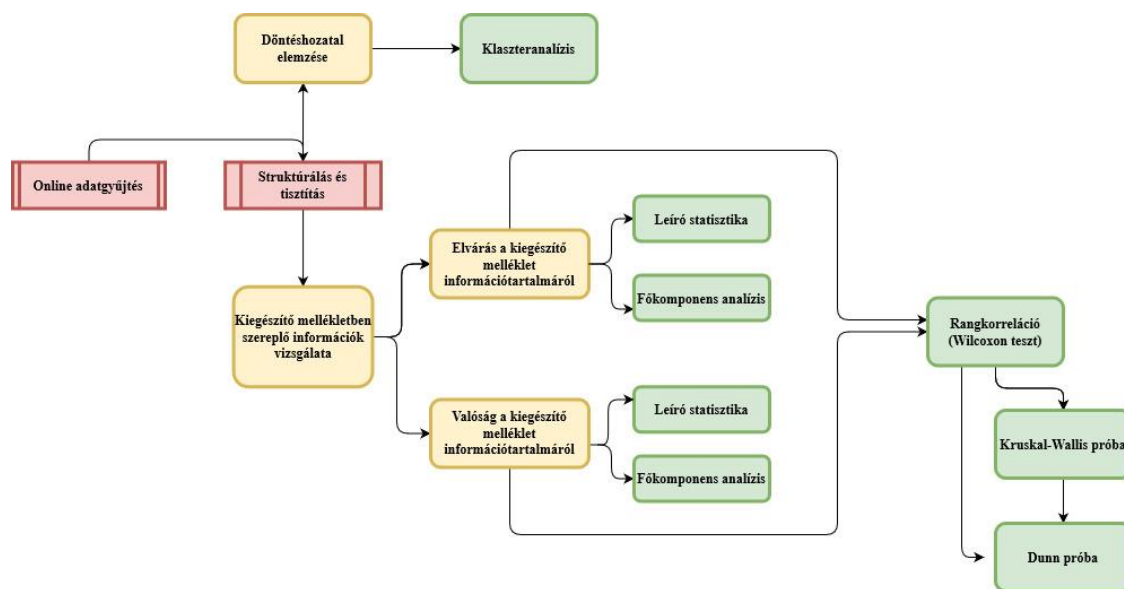 Döntéshozatal
elemzése
Klaszteranalízis
Online adatgyűjtés
Struktúrálás és
tisztítás
Kiegészítő mellékletben
szereplő információk
vizsgálata
Elvárás a kiegészítő
melléklet
információtartalmáról
Leíró statisztika
Főkomponens analízis
Valóság a kiegészítő
melléklet
információtartalmáról
Leíró statisztika
Főkomponens analízis
Rangkorreláció
(Wilcoxon teszt)
Kruskal-Wallis próba
Dunn próba